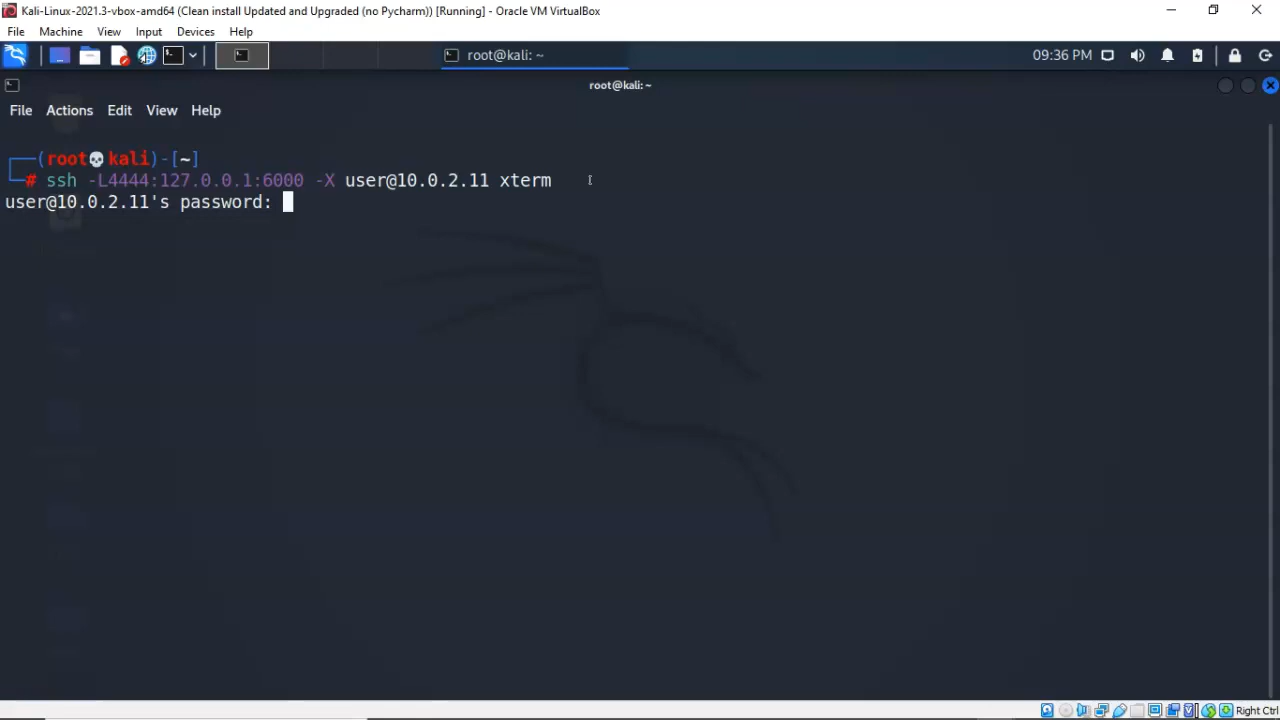 Kali-Linux-2021.3-vbox-amd64 (Clean install Updated and Upgraded (no Pycharm)) [Running] - Oracle VM VirtualBox
File Machine View Input Devices Help
root@kali: ~ 09:36 PM
root@kali: ~
File Actions Edit View Help
┌──(root💀kali)-[~]
└─# ssh -L4444:127.0.0.1:6000 -X user@10.0.2.11 xterm
user@10.0.2.11's password:
Right Ctrl